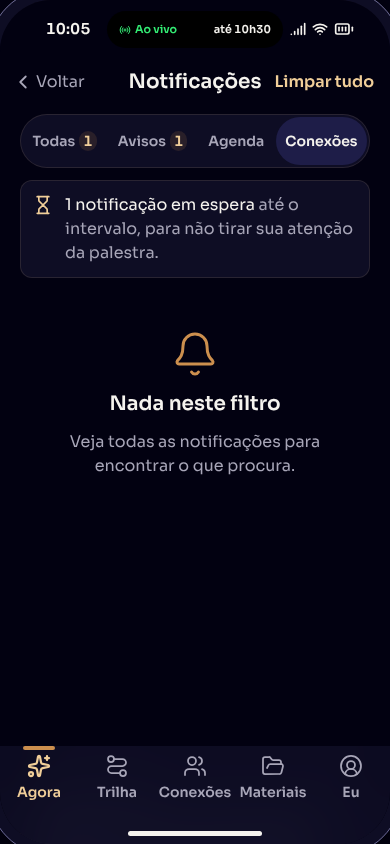 10:05
Ao vivo
até 10h30
Voltar
Notificações
Limpar tudo
Todas 1
Avisos 1
Agenda
Conexões
1 notificação em espera até o
intervalo, para não tirar sua atenção
da palestra.
Nada neste filtro
Veja todas as notificações para
encontrar o que procura.
Agora
Trilha
Conexões
Materiais
Eu